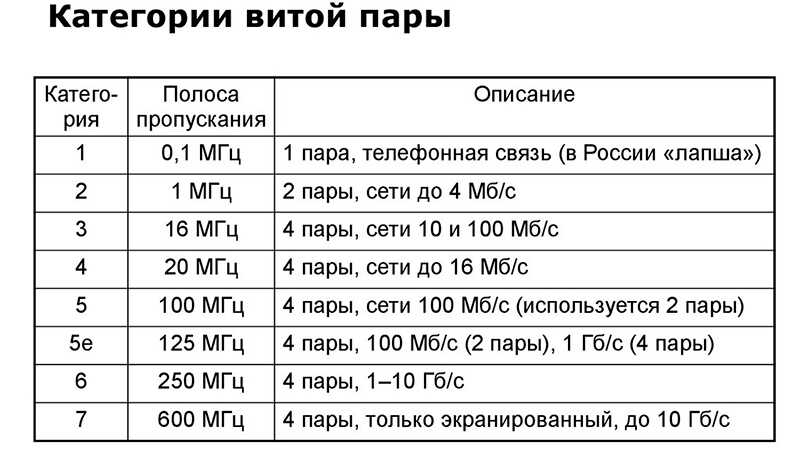 Категории витой пары
Катего-
рия
Полоса
пропускания
Описание
1 0,1 МГц 1 пара, телефонная связь (в России «лапша»)
2 1 МГц 2 пары, сети до 4 Мб/с
3 16 МГц 4 пары, сети 10 и 100 Мб/с
4 20 МГц 4 пары, сети до 16 Мб/с
5 100 МГц 4 пары, сети 100 Мб/с (используется 2 пары)
5e 125 МГц 4 пары, 100 Мб/с (2 пары), 1 Гб/с (4 пары)
6 250 МГц 4 пары, 1–10 Гб/с
7 600 МГц 4 пары, только экранированный, до 10 Гб/с